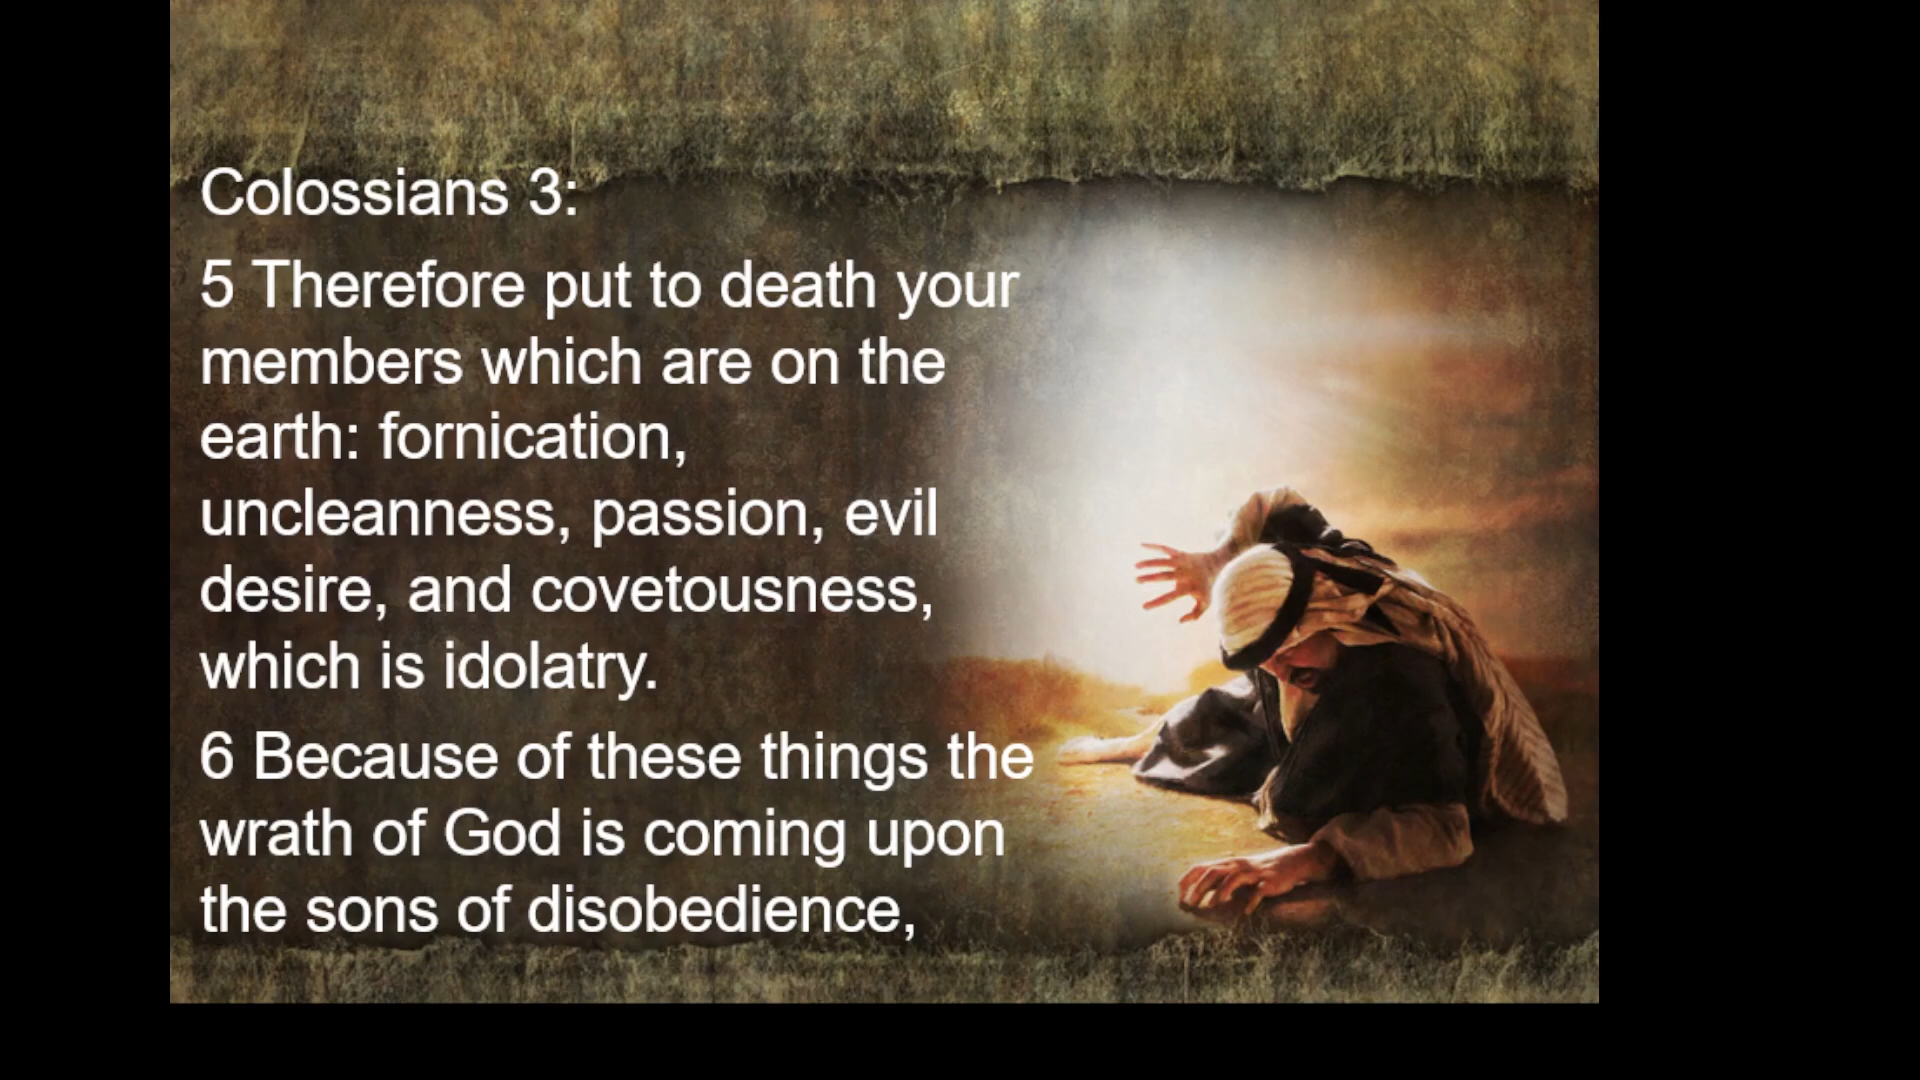 Colossians 3:
5 Therefore put to death your
members which are on the
earth: fornication,
uncleanness, passion, evil
desire, and covetousness,
which is idolatry.
6 Because of these things the
wrath of God is coming upon
the sons of disobedience,